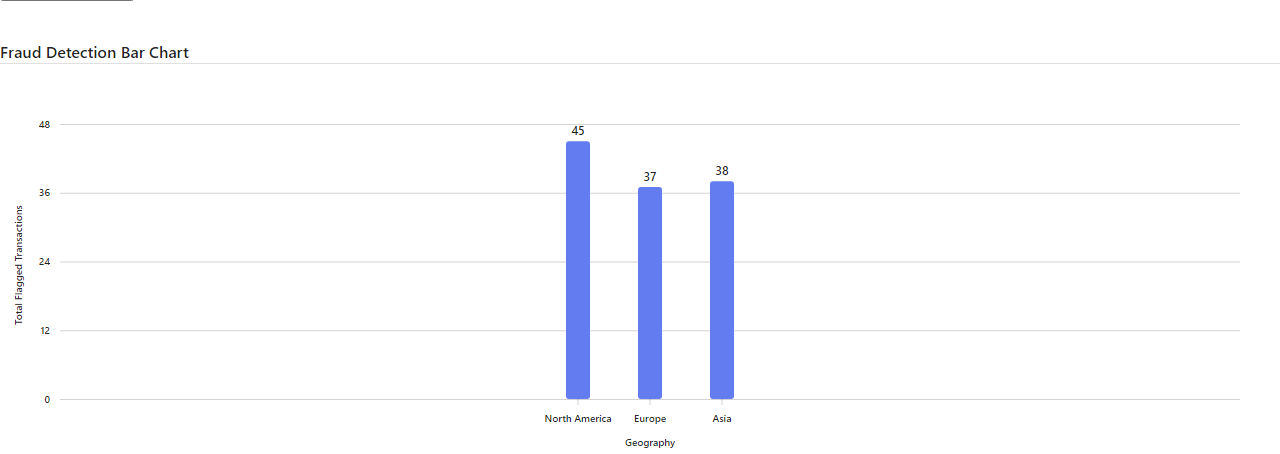 Fraud Detection Bar Chart
48
36
24
12
0
Total Flagged Transactions
45
37
38
North America
Europe
Asia
Geography